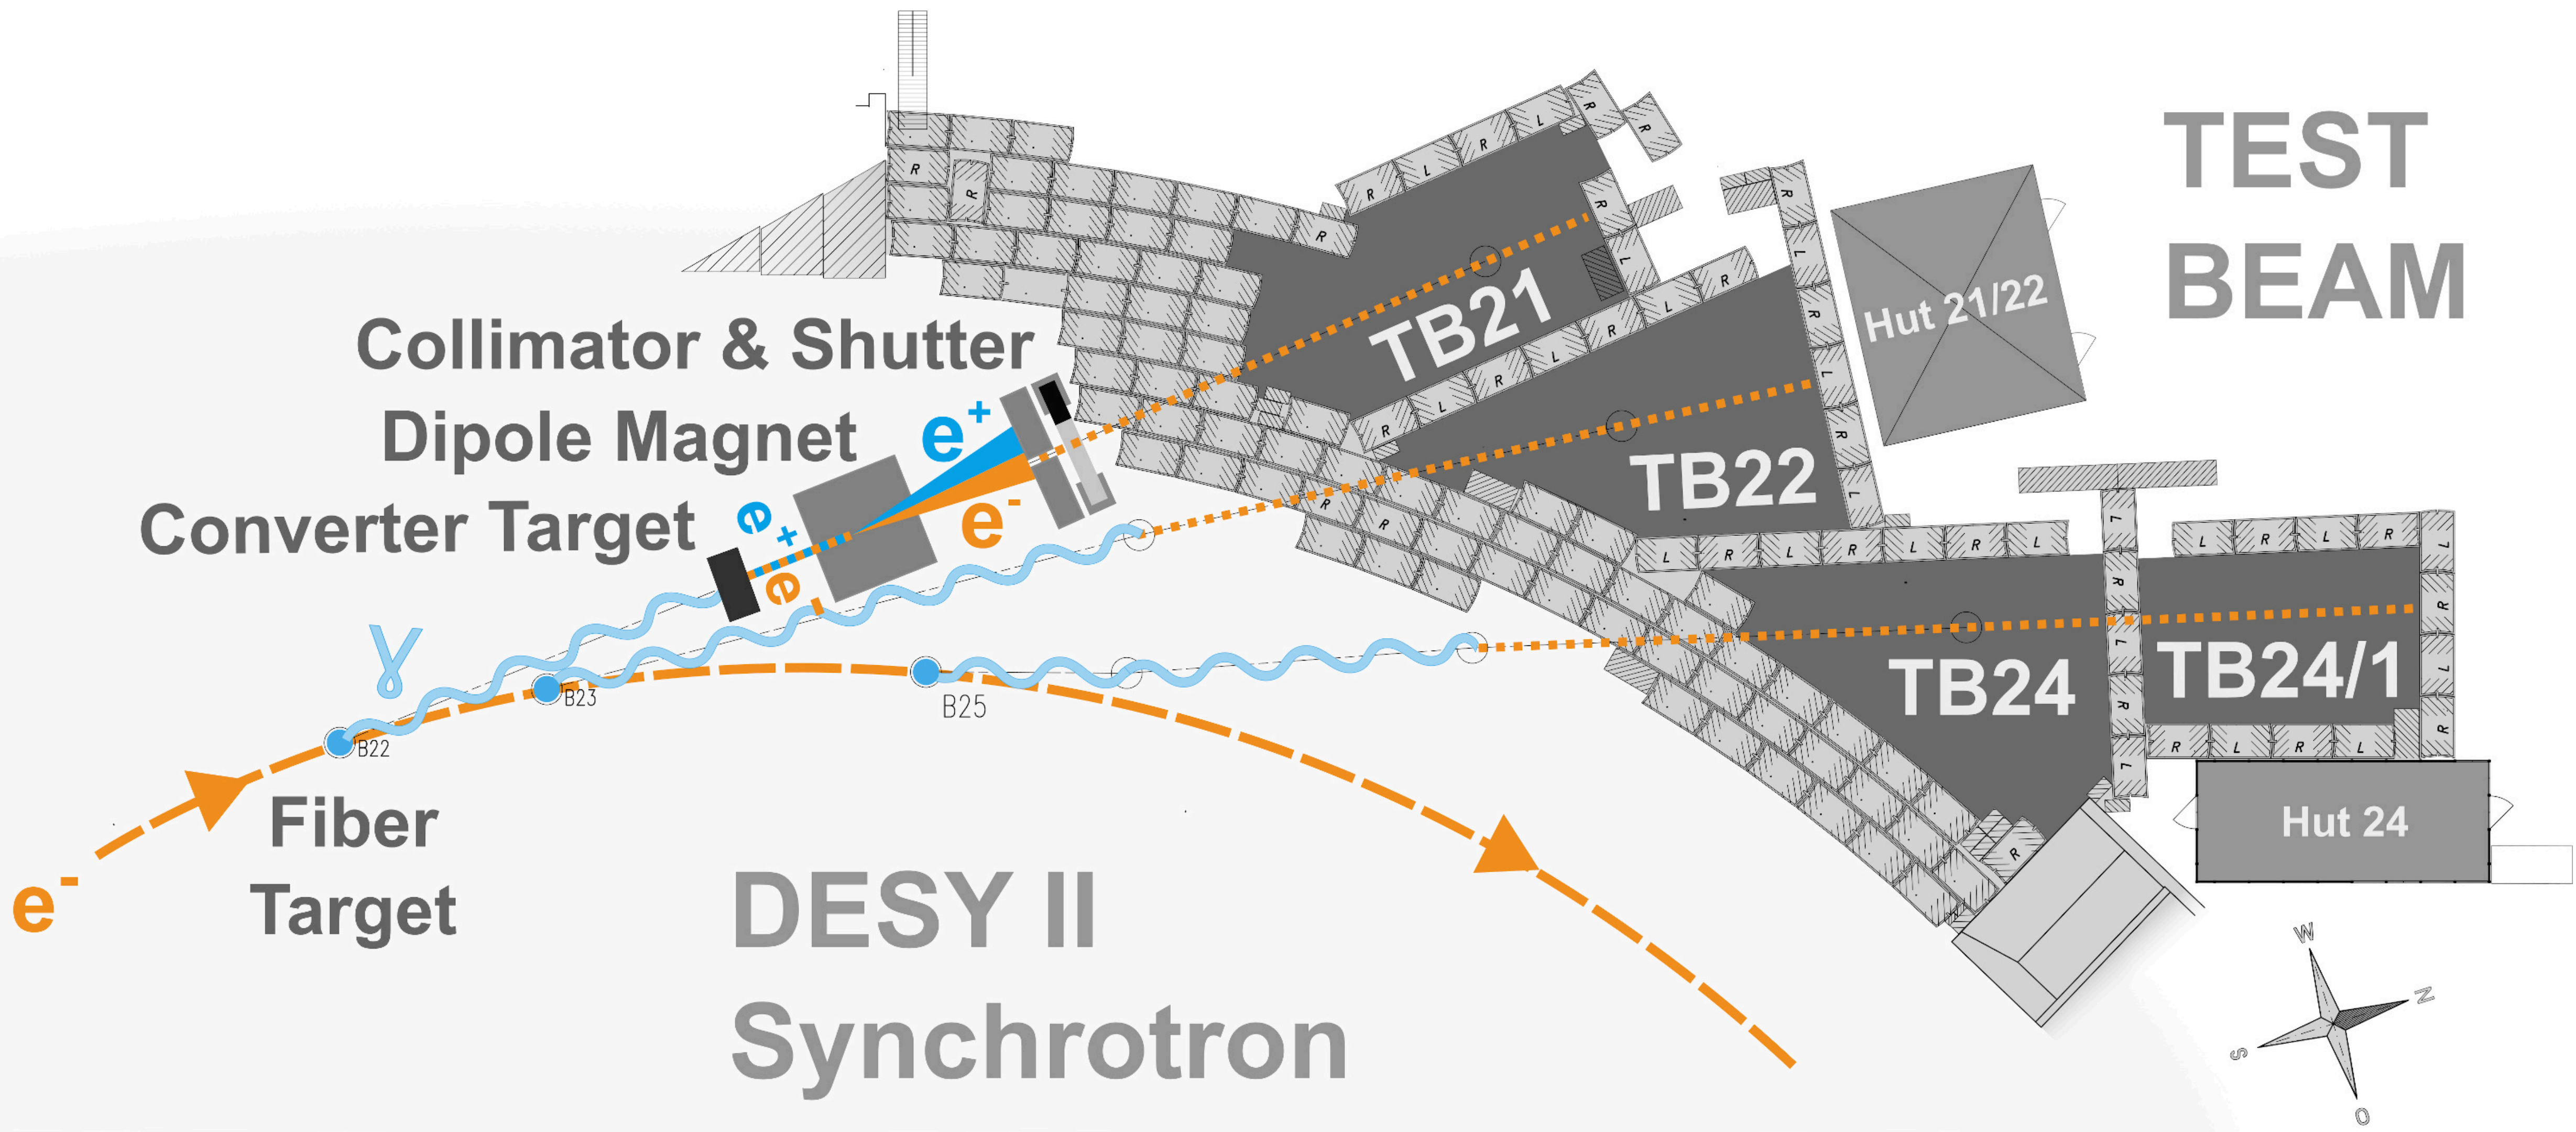 TEST
BEAM
Collimator & Shutter
Dipole Magnet
Converter Target
e+
e-
e+
e-
γ
B22
B23
B25
Fiber
Target
e-
DESY II
Synchrotron
TB21
TB22
TB24
TB24/1
Hut 21/22
Hut 24
R
R
R
R
L
R
L
R
R
R
L
R
L
R
L
R
L
R
L
R
R
L
R
L
R
L
R
R
L
R
L
R
L
R
L
L
R
L
R
L
R
L
L
R
L
R
L
R
L
R
R
L
R
L
R
W
N
S
O